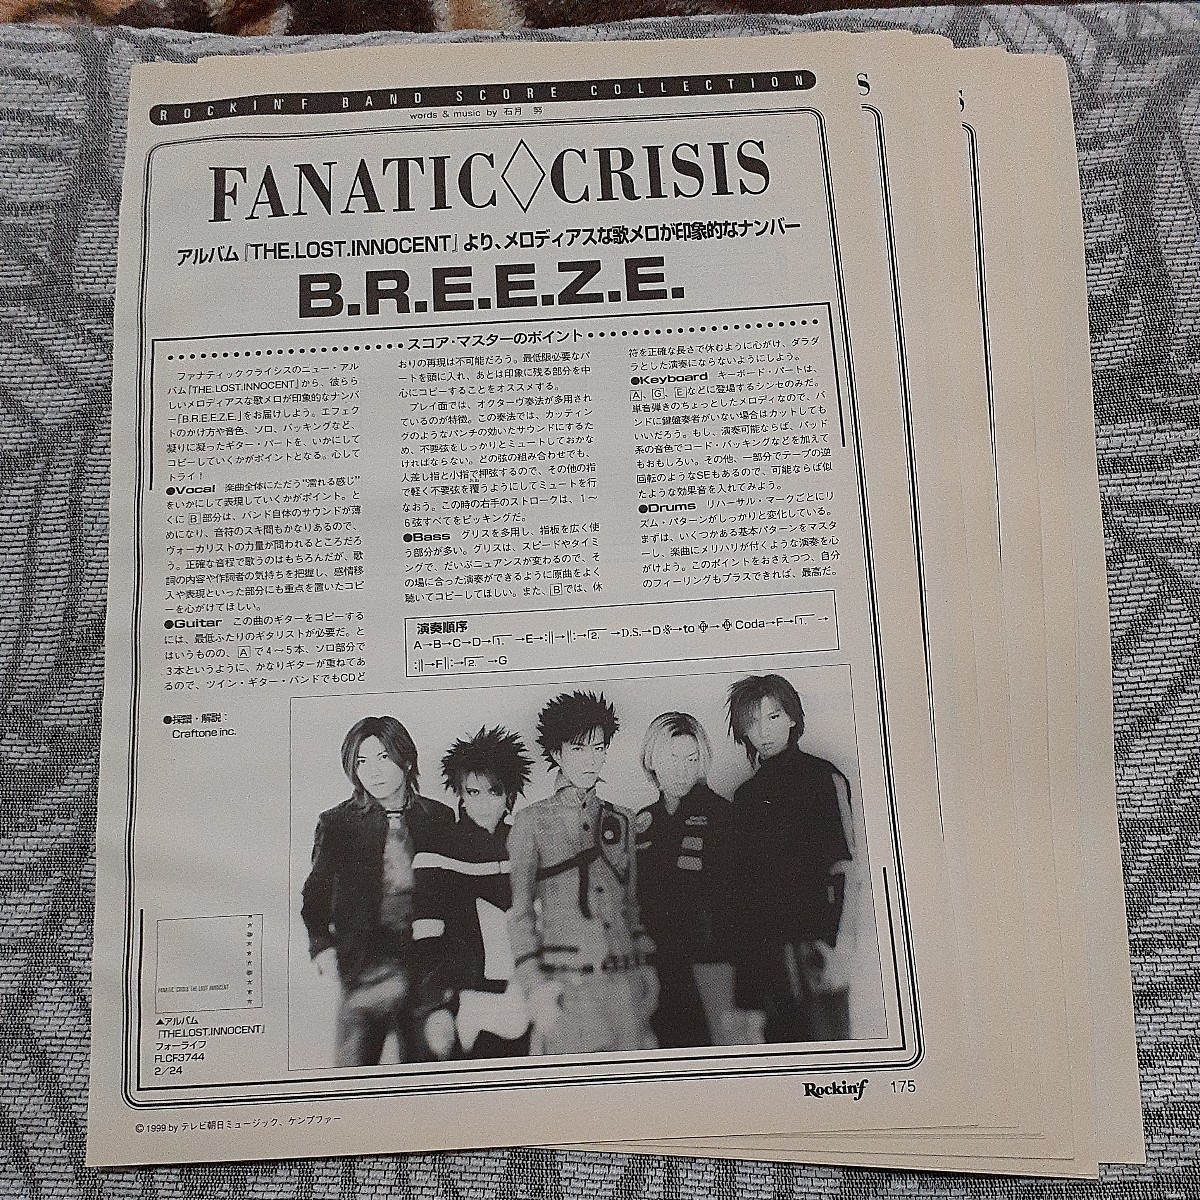 ROCKIN'F BAND SCORE COLLECTION
words & music by 石月 努
FANATIC◇CRISIS
アルバム『THE.LOST.INNOCENT』より、メロディアスな歌メロが印象的なナンバー
B.R.E.E.Z.E.
スコア・マスターのポイント
ファナティッククライシスのニュー・アル
バム『THE.LOST.INNOCENT』から、彼らら
しいメロディアスな歌メロが印象的なナンバ
ー「B.R.E.E.Z.E.」をお届けしよう。エフェク
トのかけ方や音色、ソロ、バッキングなど、
凝りに凝ったギター・パートを、いかにして
コピーしていくかがポイントとなる。心して
トライ！
●Vocal 楽曲全体にただよう“濡れる感じ”
をいかにして表現していくかがポイント。と
くにB部分は、バンド自体のサウンドが薄
めになり、音符のスキ間もかなりあるので、
ヴォーカリストの力量が問われるところだろ
う。正確な音程で歌うのはもちろんだが、歌
詞の内容や作詞者の気持ちを把握し、感情移
入や表現といった部分にも重点を置いたコピ
ーを心がけてほしい。
●Guitar この曲のギターをコピーする
には、最低ふたりのギタリストが必要だ。と
はいうものの、Aで4〜5本、ソロ部分で
3本というように、かなりギターが重ねてあ
るので、ツイン・ギター・バンドでもCDど
おりの再現は不可能だろう。最低限必要なパ
ートを頭に入れ、あとは印象に残る部分を中
心にコピーすることをオススメする。
プレイ面では、オクターヴ奏法が多用され
ているのが特徴。この奏法では、カッティン
グのようなパンチの効いたサウンドにするた
め、不要弦をしっかりとミュートしておかな
ければならない。どの弦の組み合わせでも、
人差し指と小指で押弦するので、その他の指
で軽く不要弦を覆うようにしてミュートを行
なおう。この時の右手のストロークは、1〜
6弦すべてをピッキングだ。
●Bass グリスを多用し、指板を広く使
う部分が多い。グリスは、スピードやタイミ
ングで、だいぶニュアンスが変わるので、そ
の場に合った演奏ができるように原曲をよく
聴いてコピーしてほしい。また、Bでは、休
符を正確な長さで休むように心がけ、ダラダ
ラとした演奏にならないようにしよう。
●Keyboard キーボード・パートは、
A、G、Eなどに登場するシンセのみだ。
単音弾きのちょっとしたメロディなので、バ
ンドに鍵盤奏者がいない場合はカットしても
いいだろう。もし、演奏可能ならば、パッド
系の音色でコード・バッキングなどを加えて
もおもしろい。その他、一部分でテープの逆
回転のようなSEもあるので、可能ならば似
たような効果音を入れてみよう。
●Drums リハーサル・マークごとにリ
ズム・パターンがしっかりと変化している。
まずは、いくつかある基本パターンをマスタ
ーし、楽曲にメリハリが付くような演奏を心
がけよう。このポイントをおさえつつ、自分
のフィーリングもプラスできれば、最高だ。
演奏順序
A→B→C→D→1.→E→:‖→‖:→2.→D.S.→D𝄋→to𝄌→𝄌Coda→F→1.→
:‖→F‖:→2.→G
●採譜・解説：
Craftone inc.
FANATIC◇CRISIS THE LOST INNOCENT
▲アルバム
『THE.LOST.INNOCENT』
フォーライフ
FLCF3744
2／24
Rockin'f 175
©1999 by テレビ朝日ミュージック、ケンプファー
S
S